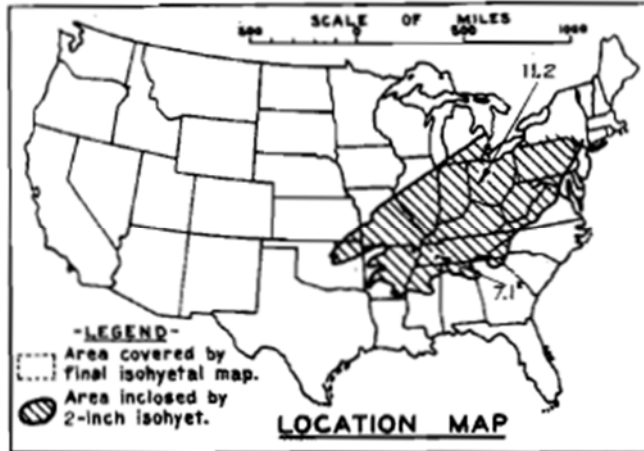 SCALE OF MILES
500 0 500 1000
11.2
7.1
-LEGEND-
Area covered by
final isohyetal map.
Area inclosed by
2-inch isohyet.
LOCATION MAP